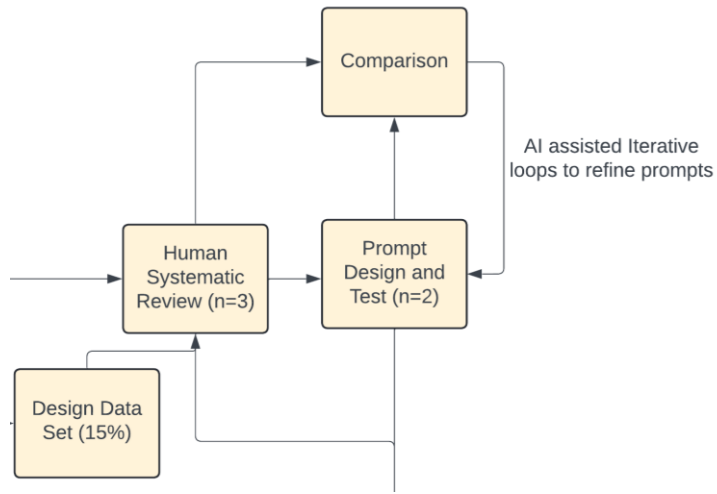 Comparison
AI assisted Iterative
loops to refine prompts
Human
Systematic
Review (n=3)
Prompt
Design and
Test (n=2)
Design Data
Set (15%)